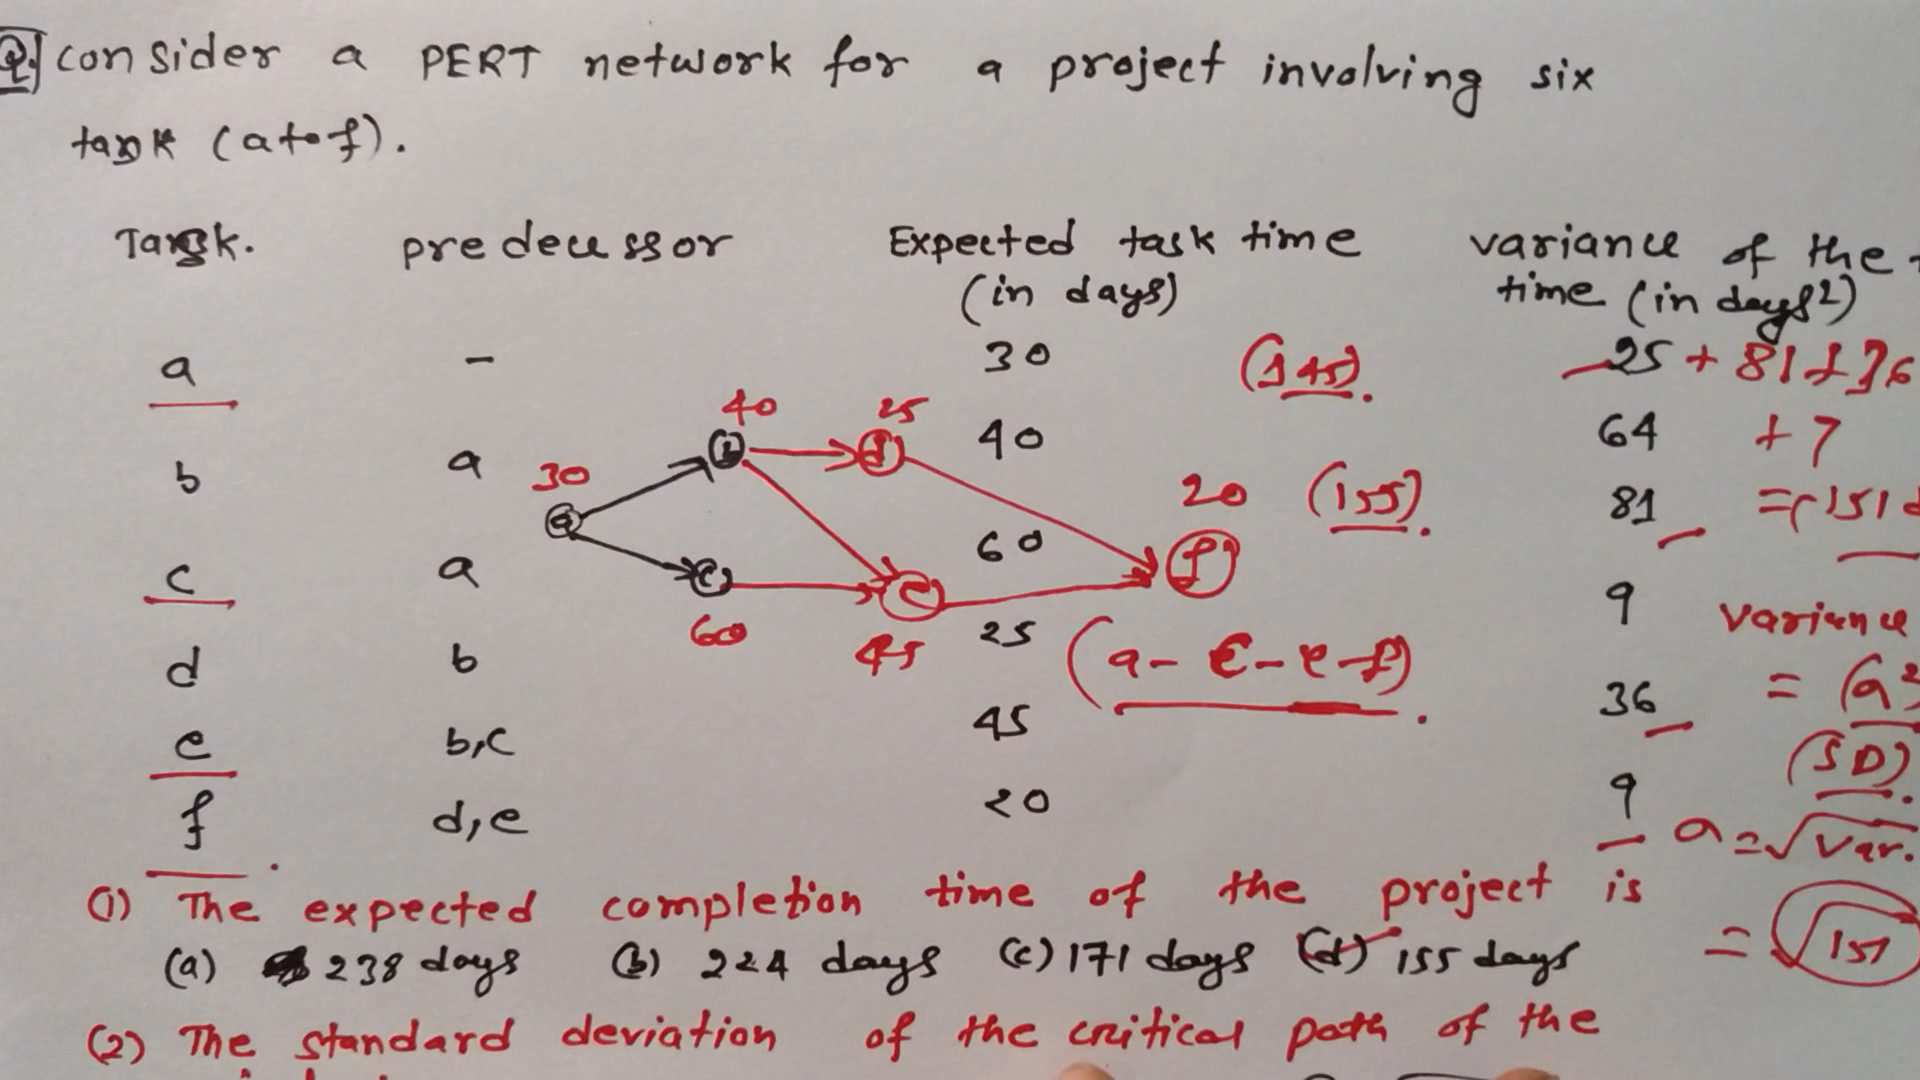 Q. consider a PERT network for a project involving six
task (a to f).
Task. predecessor Expected task time variance of the
(in days) time (in days²)
a - 30 (145). 25 + 81 + 36
40 25
b a 40 64 + 7
30
20 (155).
c a 60 81 = 151
a b c d e f
60 45
d b 25 9 variance
(a-c-e-f)
e b,c 45 36 =
(SD).
f d,e 20 9 = √var.
(1) The expected completion time of the project is
(a) 238 days (b) 224 days (c) 171 days (d) 155 days = √151
(2) The standard deviation of the critical path of the